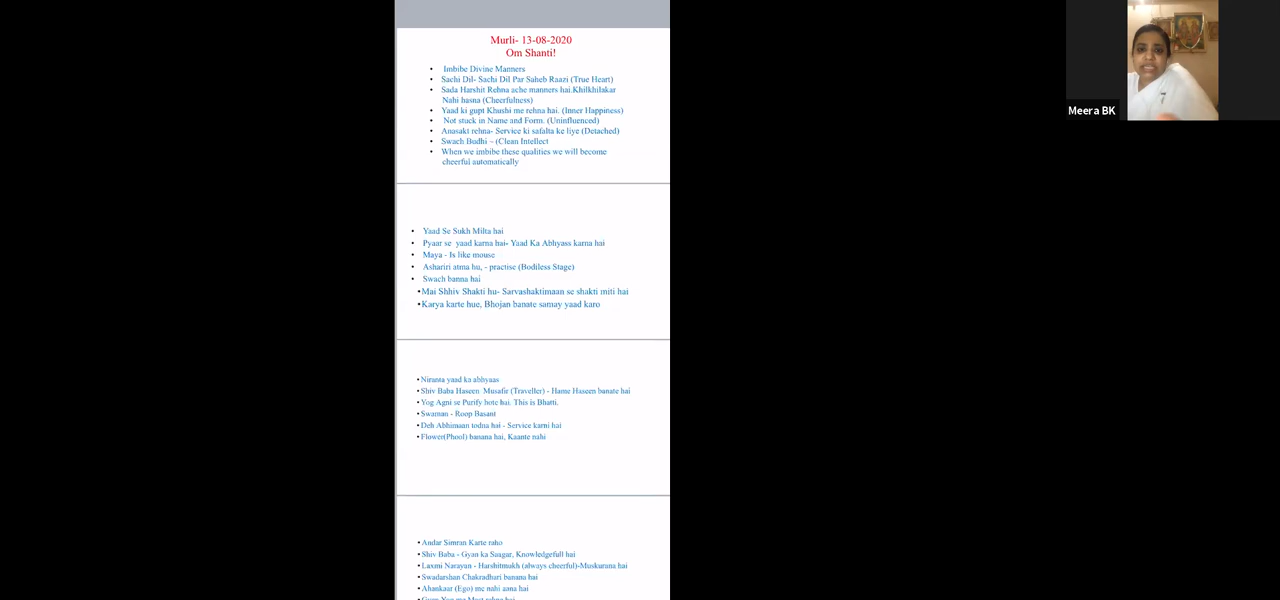 Murli- 13-08-2020
Om Shanti!
• Imbibe Divine Manners
• Sachi Dil- Sachi Dil Par Saheb Raazi (True Heart)
• Sada Harshit Rehna ache manners hai.Khilkhilakar
Nahi hasna (Cheerfulness)
• Yaad ki gupt Khushi me rehna hai. (Inner Happiness)
• Not stuck in Name and Form. (Uninfluenced)
• Anasakt rehna- Service ki safalta ke liye (Detached)
• Swach Budhi – (Clean Intellect
• When we imbibe these qualities we will become
cheerful automatically
• Yaad Se Sukh Milta hai
• Pyaar se yaad karna hai- Yaad Ka Abhyass karna hai
• Maya - Is like mouse
• Ashariri atma hu, - practise (Bodiless Stage)
• Swach banna hai
•Mai Shhiv Shakti hu- Sarvashaktimaan se shakti miti hai
•Karya karte hue, Bhojan banate samay yaad karo
•Niranta yaad ka abhyaas
•Shiv Baba Haseen Musafir (Traveller) - Hame Haseen banate hai
•Yog Agni se Purify hote hai. This is Bhatti.
•Swaman - Roop Basant
•Deh Abhimaan todna hai - Service karni hai
•Flower(Phool) banana hai, Kaante nahi
•Andar Simran Karte raho
•Shiv Baba - Gyan ka Saagar, Knowledgefull hai
•Laxmi Narayan - Harshitmukh (always cheerful)-Muskurana hai
•Swadarshan Chakradhari banana hai
•Ahankaar (Ego) me nahi aana hai
•Gyan Yog me Mast rehna hai
Meera BK